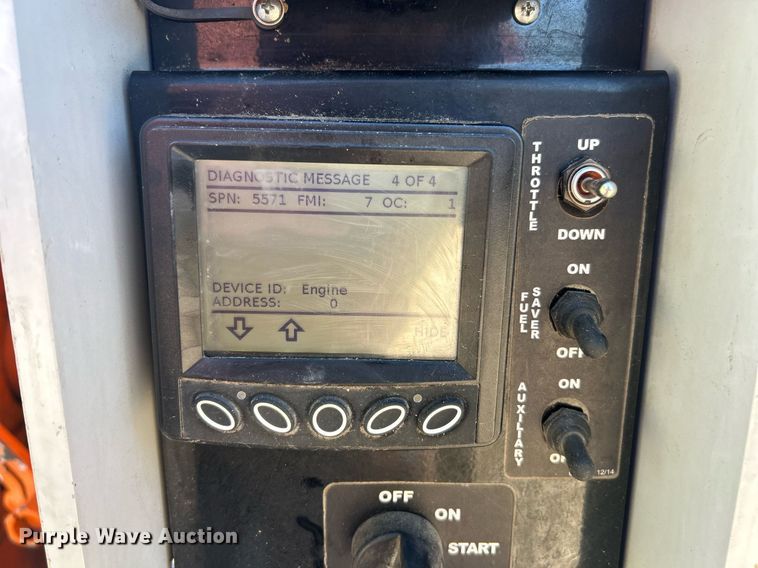 DIAGNOSTIC MESSAGE 4 OF 4
SPN: 5571 FMI: 7 OC: 1
DEVICE ID: Engine
ADDRESS: 0
HIDE
THROTTLE
UP
DOWN
FUEL SAVER
ON
OFF
AUXILIARY
ON
12/14
OFF
ON
START
Purple Wave Auction